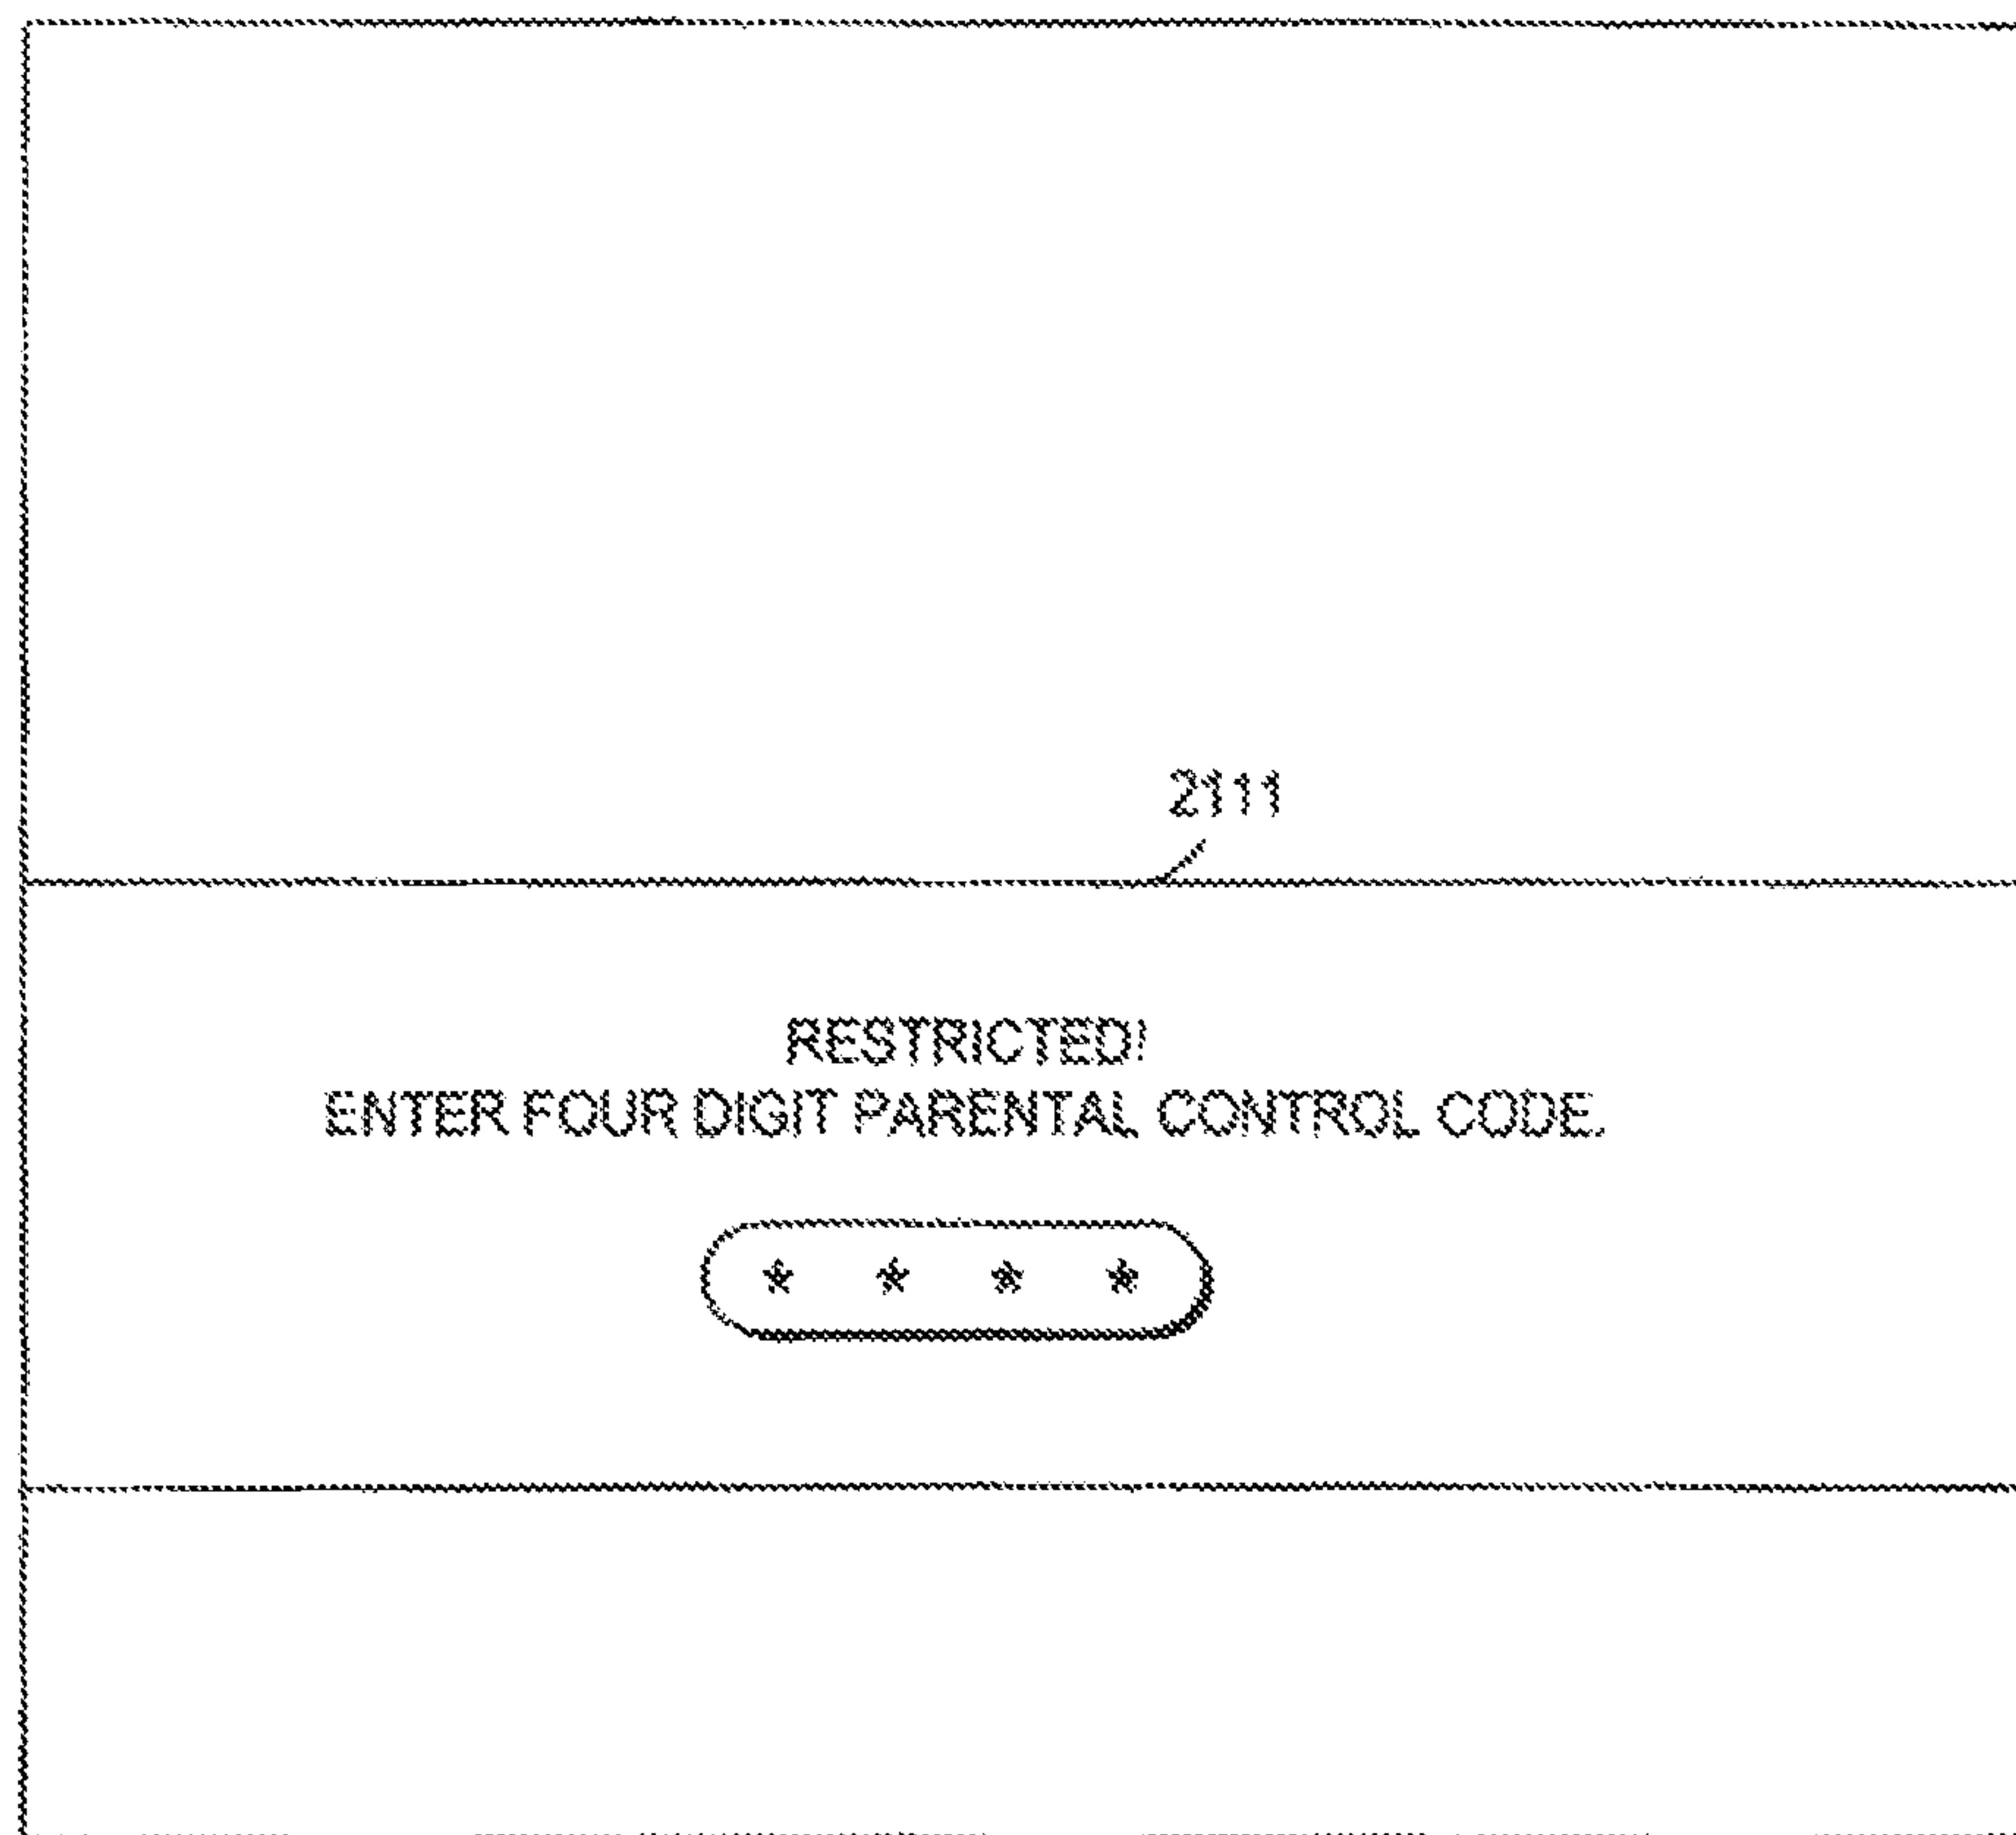 2111
RESTRICTED!
ENTER FOUR DIGIT PARENTAL CONTROL CODE.
* * * *